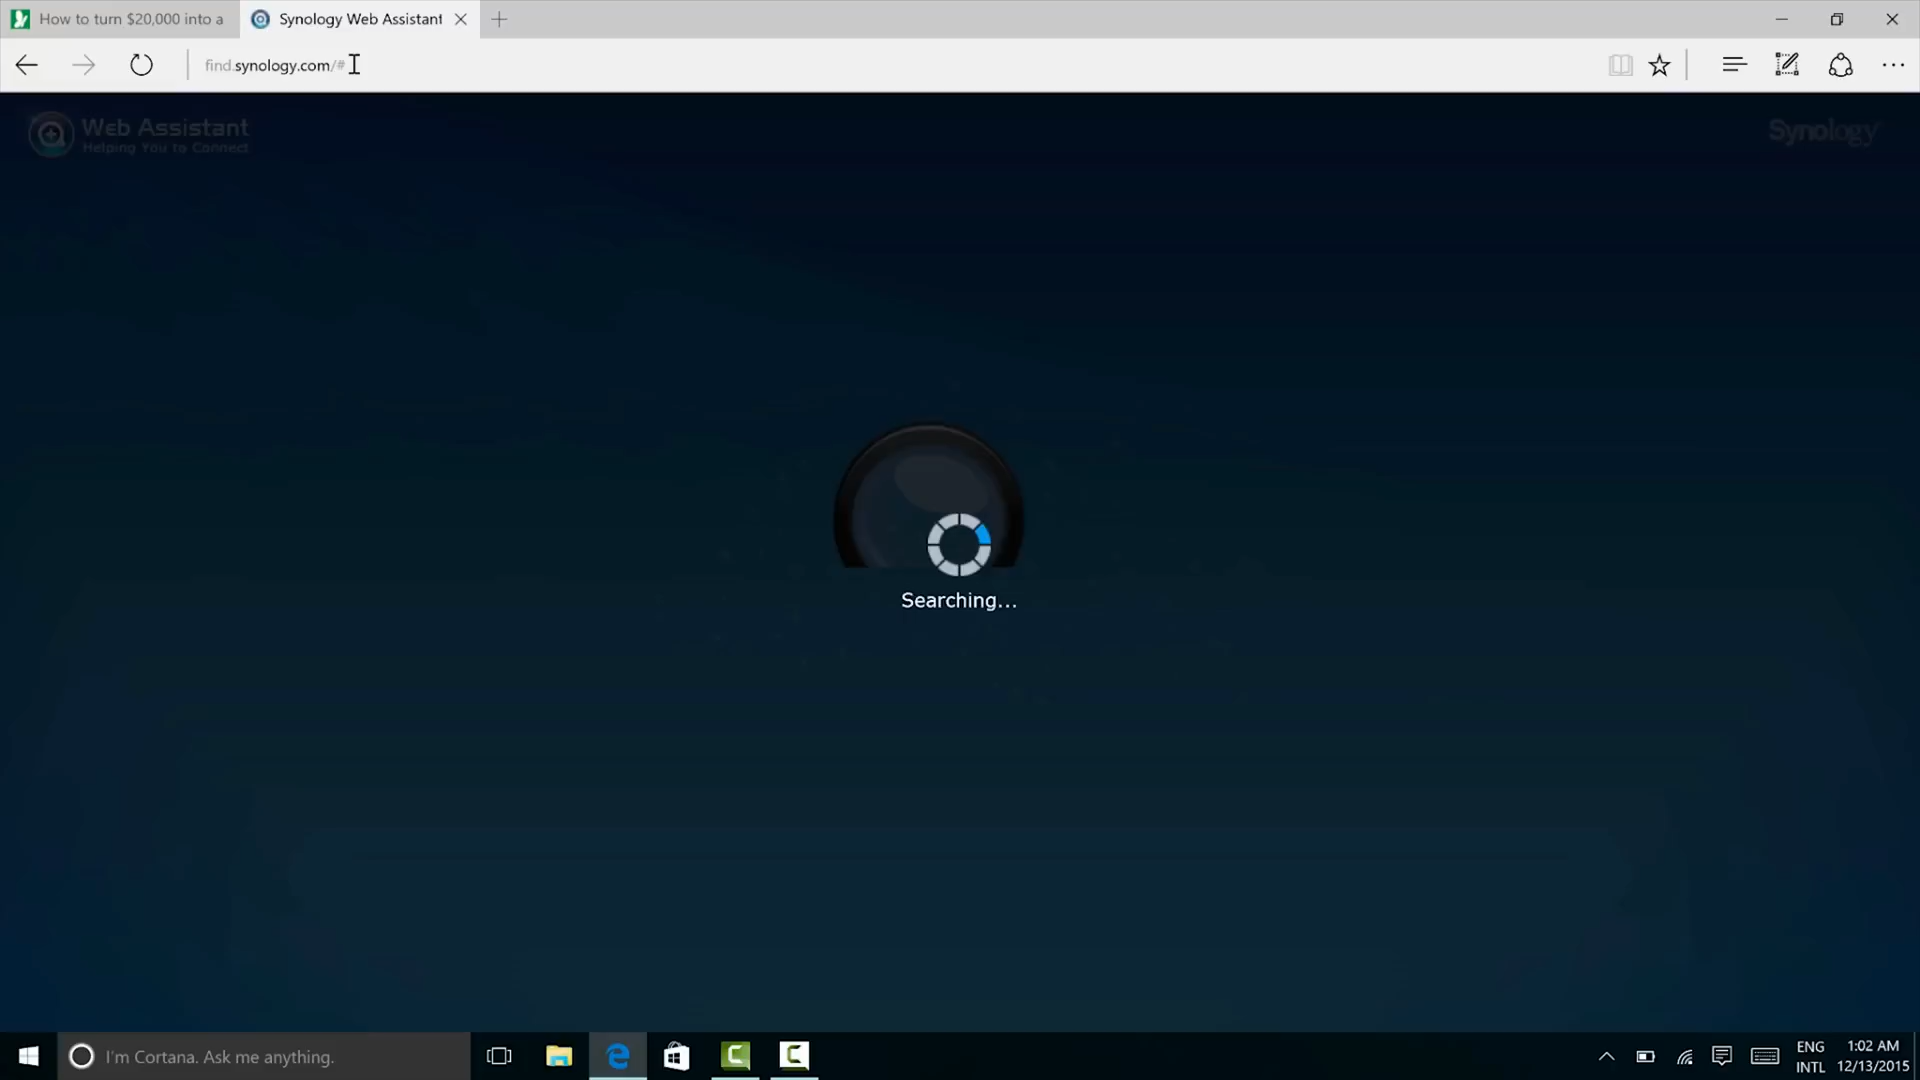 How to turn $20,000 into a
Synology Web Assistant
find.synology.com/#
Web Assistant
Helping You to Connect
Synology
Searching...
I'm Cortana. Ask me anything.
ENG
INTL
1:02 AM
12/13/2015